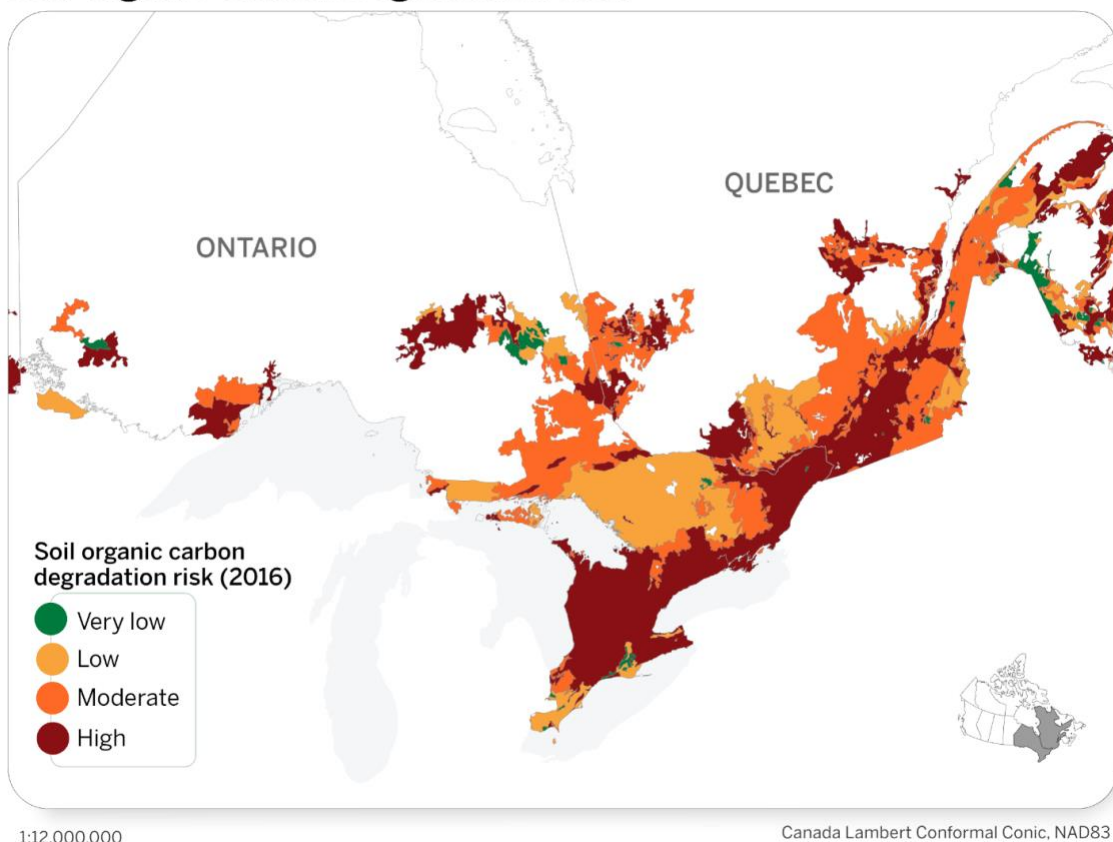 QUEBEC
ONTARIO
Soil organic carbon
degradation risk (2016)
Very low
Low
Moderate
High
1:12,000,000
Canada Lambert Conformal Conic, NAD83